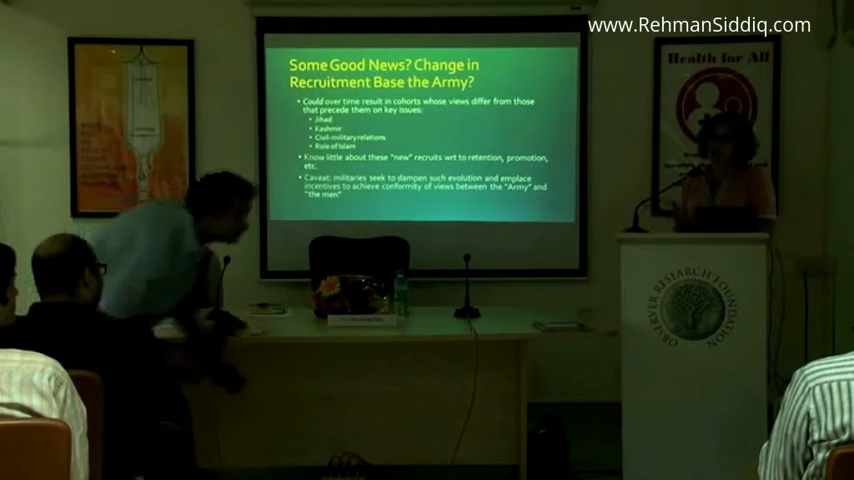 www.RehmanSiddiq.com
Some Good News? Change in
Recruitment Base the Army?
• Could over time result in cohorts whose views differ from those
that precede them on key issues:
• Jihad
• Kashmir
• Civil-military relations
• Role of Islam
• Know little about these "new" recruits wrt to retention, promotion,
etc.
• Caveat: militaries seek to dampen such evolution and emplace
incentives to achieve conformity of views between the "Army" and
"the men"
Health for All
OBSERVER RESEARCH FOUNDATION